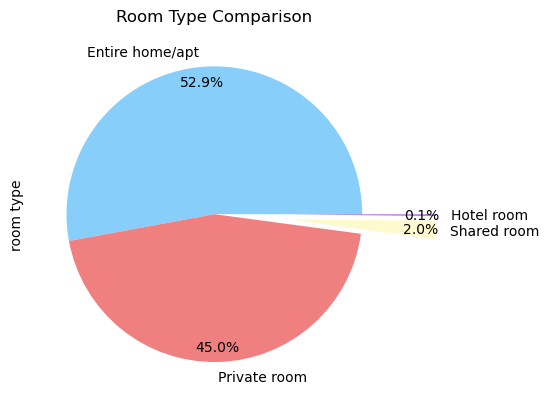 Room Type Comparison
Entire home/apt
52.9%
room type
0.1%
Hotel room
2.0%
Shared room
45.0%
Private room